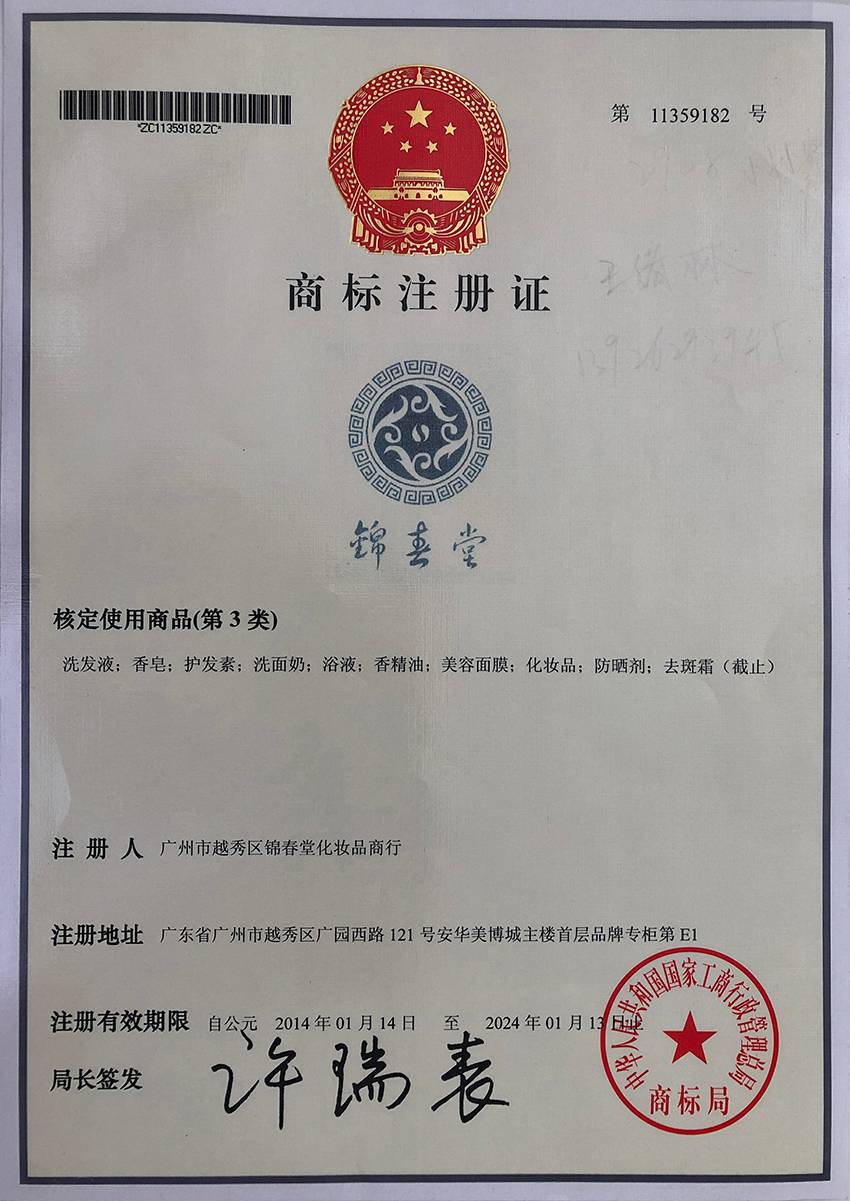 *ZC11359182ZC*
第 11359182 号
商标注册证
錦春堂
核定使用商品(第 3 类)
洗发液；香皂；护发素；洗面奶；浴液；香精油；美容面膜；化妆品；防晒剂；去斑霜（截止）
注 册 人 广州市越秀区锦春堂化妆品商行
注册地址 广东省广州市越秀区广园西路 121 号安华美博城主楼首层品牌专柜第 E1
注册有效期限 自公元 2014 年 01 月 14 日 至 2024 年 01 月 13 日止
局长签发 许瑞表
中华人民共和国国家工商行政管理总局
商标局